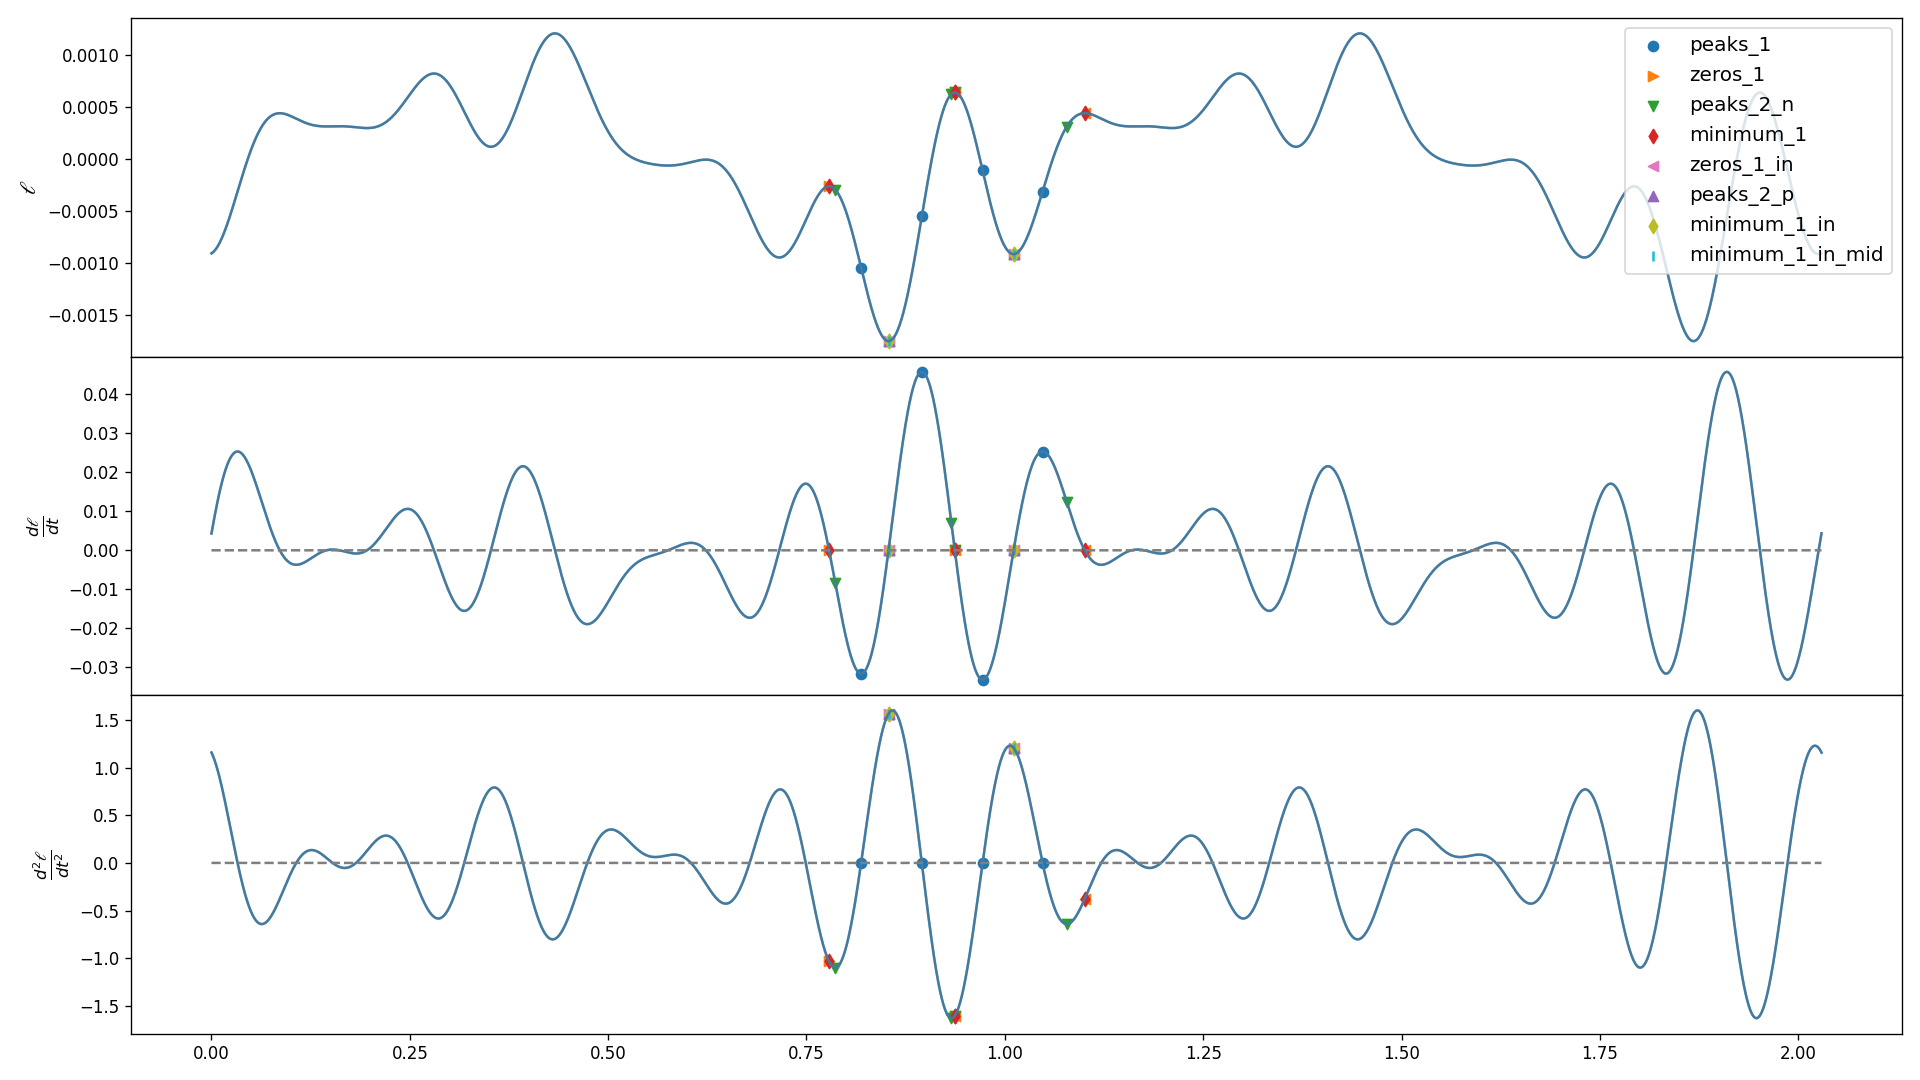 0.0010
0.0005
0.0000
−0.0005
−0.0010
−0.0015
ℓ
peaks_1
zeros_1
peaks_2_n
minimum_1
zeros_1_in
peaks_2_p
minimum_1_in
minimum_1_in_mid
0.04
0.03
0.02
0.01
0.00
−0.01
−0.02
−0.03
dℓ/dt
1.5
1.0
0.5
0.0
−0.5
−1.0
−1.5
d²ℓ/dt²
0.00 0.25 0.50 0.75 1.00 1.25 1.50 1.75 2.00